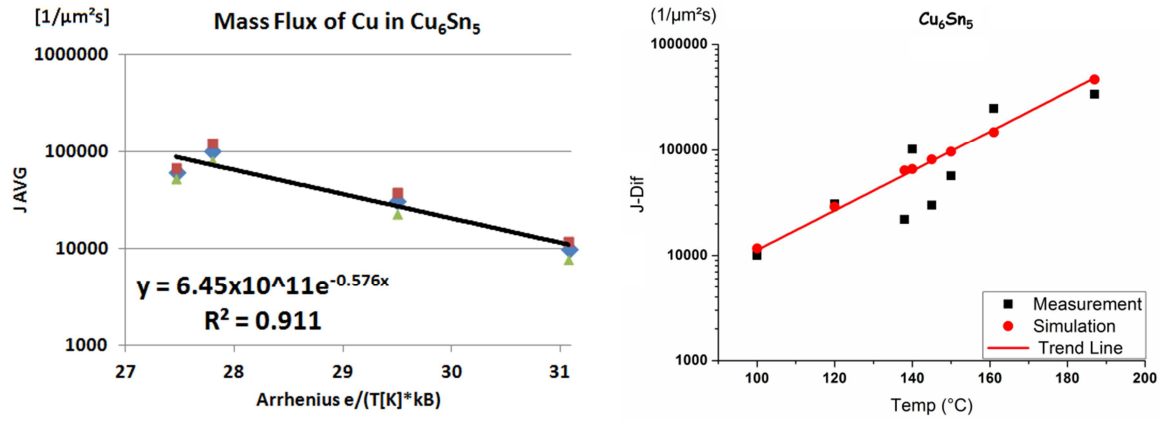 [1/µm²s]
Mass Flux of Cu in Cu₆Sn₅
1000000
100000
10000
1000
J AVG
y = 6.45x10^11e^-0.576x
R² = 0.911
27 28 29 30 31
Arrhenius e/(T[K]*kB)
(1/µm²s)
Cu₆Sn₅
1000000
100000
10000
1000
J-Dif
Measurement
Simulation
Trend Line
100 120 140 160 180 200
Temp (°C)